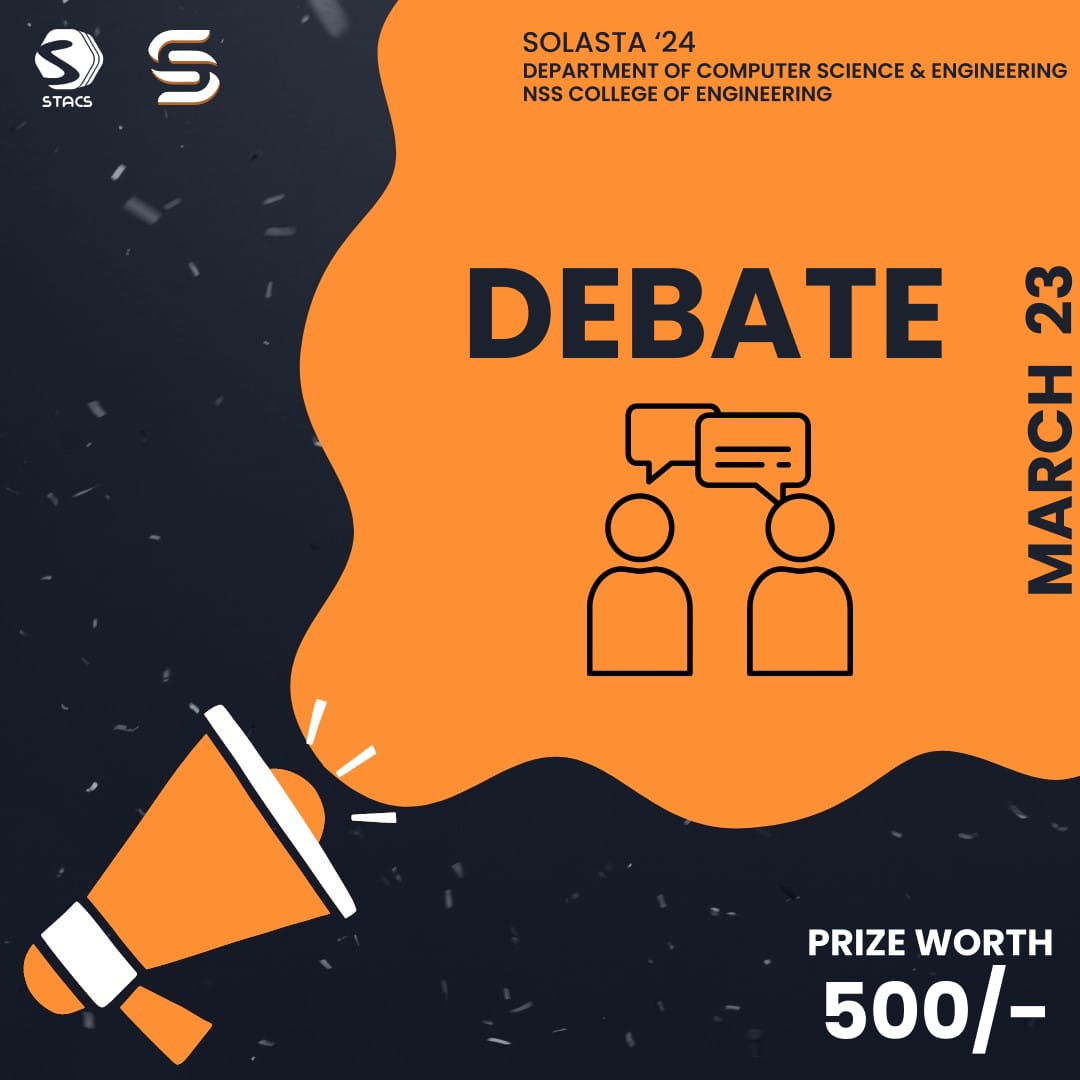 STACS
SOLASTA ‘24
DEPARTMENT OF COMPUTER SCIENCE & ENGINEERING
NSS COLLEGE OF ENGINEERING
DEBATE
MARCH 23
PRIZE WORTH
500/-